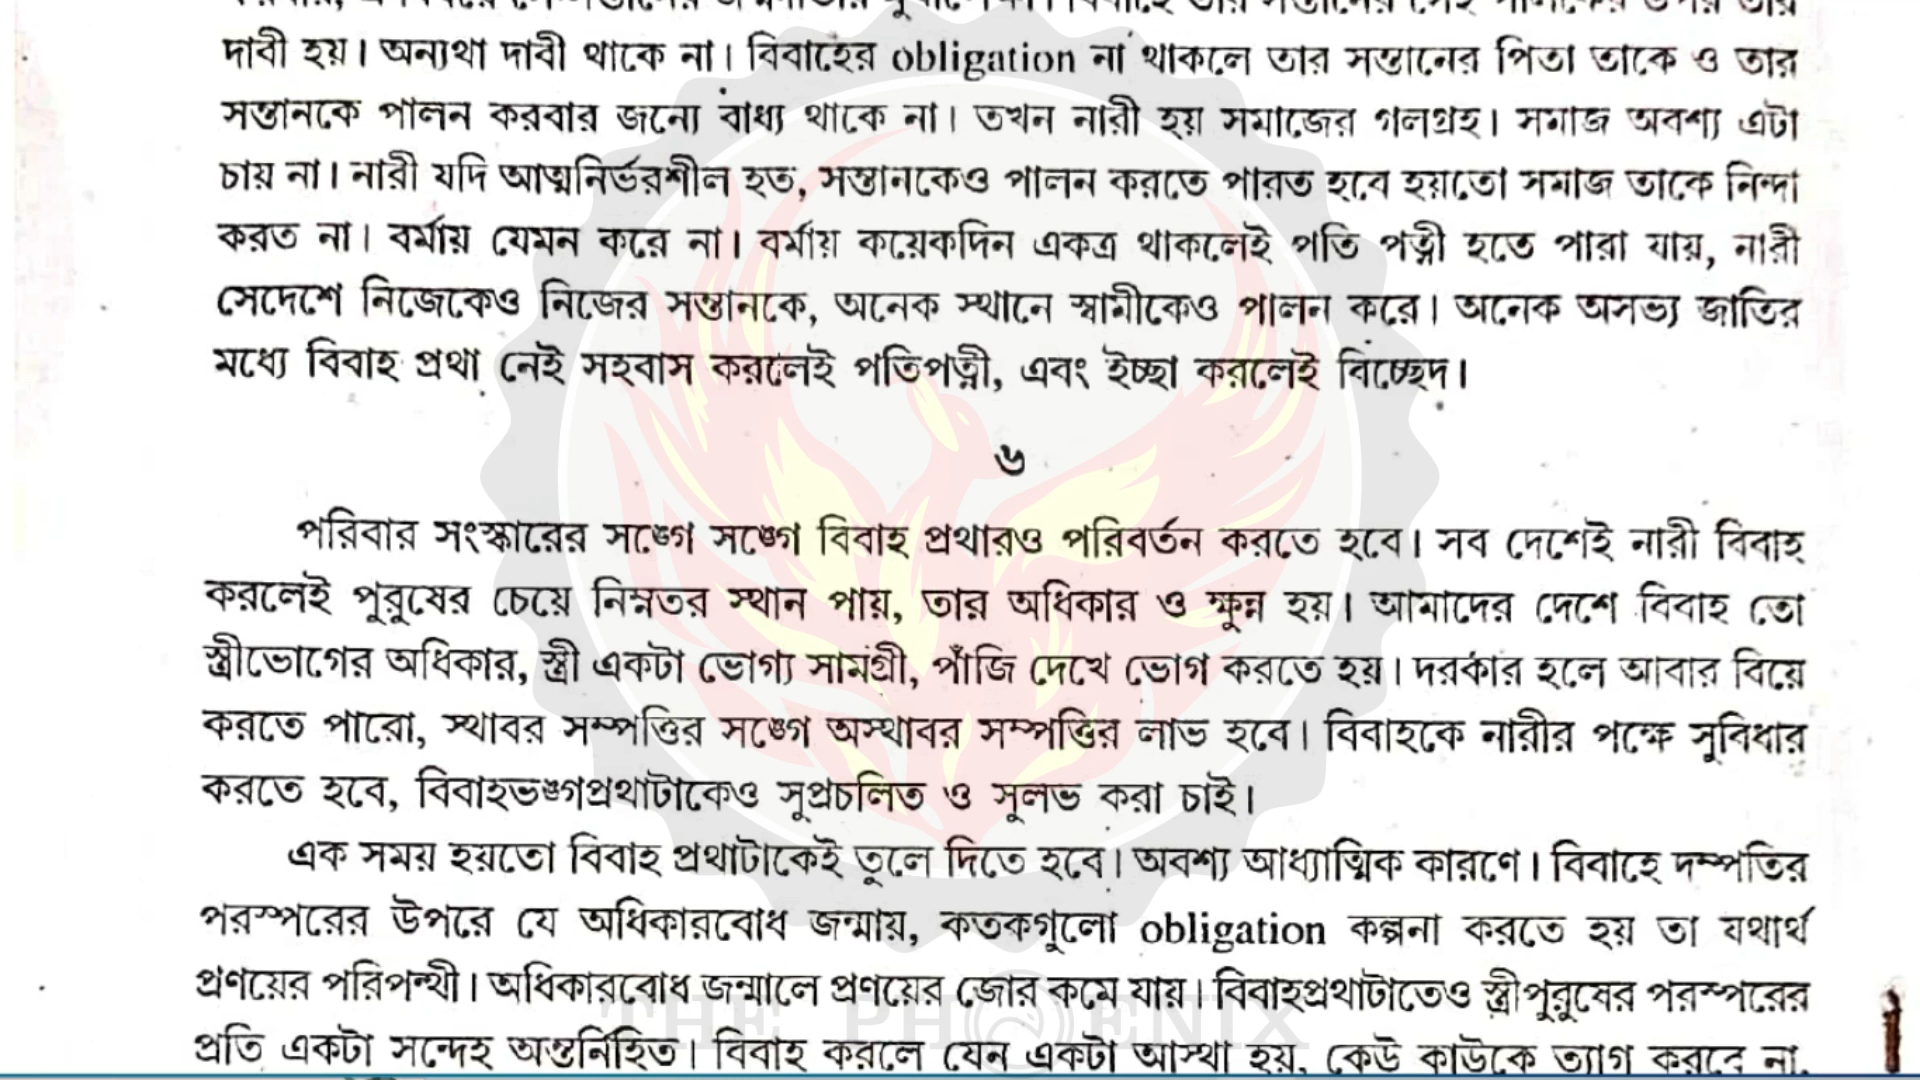 দাবী হয়। অন্যথা দাবী থাকে না। বিবাহের obligation না থাকলে তার সন্তানের পিতা তাকে ও তার
সন্তানকে পালন করবার জন্যে বাধ্য থাকে না। তখন নারী হয় সমাজের গলগ্রহ। সমাজ অবশ্য এটা
চায় না। নারী যদি আত্মনির্ভরশীল হত, সন্তানকেও পালন করতে পারত হবে হয়তো সমাজ তাকে নিন্দা
করত না। বর্মায় যেমন করে না। বর্মায় কয়েকদিন একত্র থাকলেই পতি পত্নী হতে পারা যায়, নারী
সেদেশে নিজেকেও নিজের সন্তানকে, অনেক স্থানে স্বামীকেও পালন করে। অনেক অসভ্য জাতির
মধ্যে বিবাহ প্রথা নেই সহবাস করলেই পতিপত্নী, এবং ইচ্ছা করলেই বিচ্ছেদ।
৬
পরিবার সংস্কারের সঙ্গে সঙ্গে বিবাহ প্রথারও পরিবর্তন করতে হবে। সব দেশেই নারী বিবাহ
করলেই পুরুষের চেয়ে নিম্নতর স্থান পায়, তার অধিকার ও ক্ষুন্ন হয়। আমাদের দেশে বিবাহ তো
স্ত্রীভোগের অধিকার, স্ত্রী একটা ভোগ্য সামগ্রী, পাঁজি দেখে ভোগ করতে হয়। দরকার হলে আবার বিয়ে
করতে পারো, স্থাবর সম্পত্তির সঙ্গে অস্থাবর সম্পত্তির লাভ হবে। বিবাহকে নারীর পক্ষে সুবিধার
করতে হবে, বিবাহভঙ্গপ্রথাটাকেও সুপ্রচলিত ও সুলভ করা চাই।
এক সময় হয়তো বিবাহ প্রথাটাকেই তুলে দিতে হবে। অবশ্য আধ্যাত্মিক কারণে। বিবাহে দম্পতির
পরস্পরের উপরে যে অধিকারবোধ জন্মায়, কতকগুলো obligation কল্পনা করতে হয় তা যথার্থ
প্রণয়ের পরিপন্থী। অধিকারবোধ জন্মালে প্রণয়ের জোর কমে যায়। বিবাহপ্রথাটাতেও স্ত্রীপুরুষের পরস্পরের
প্রতি একটা সন্দেহ অন্তর্নিহিত। বিবাহ করলে যেন একটা আস্থা হয়, কেউ কাউকে ত্যাগ করবে না,
THE PHOENIX